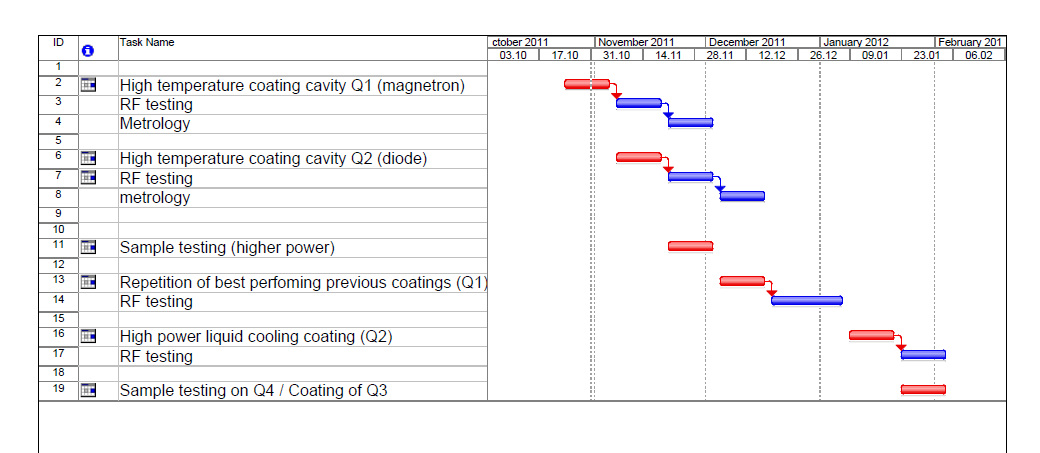 ID Task Name ctober 2011 November 2011 December 2011 January 2012 February 201
03.10 17.10 31.10 14.11 28.11 12.12 26.12 09.01 23.01 06.02
1
2 High temperature coating cavity Q1 (magnetron)
3 RF testing
4 Metrology
5
6 High temperature coating cavity Q2 (diode)
7 RF testing
8 metrology
9
10
11 Sample testing (higher power)
12
13 Repetition of best perfoming previous coatings (Q1)
14 RF testing
15
16 High power liquid cooling coating (Q2)
17 RF testing
18
19 Sample testing on Q4 / Coating of Q3